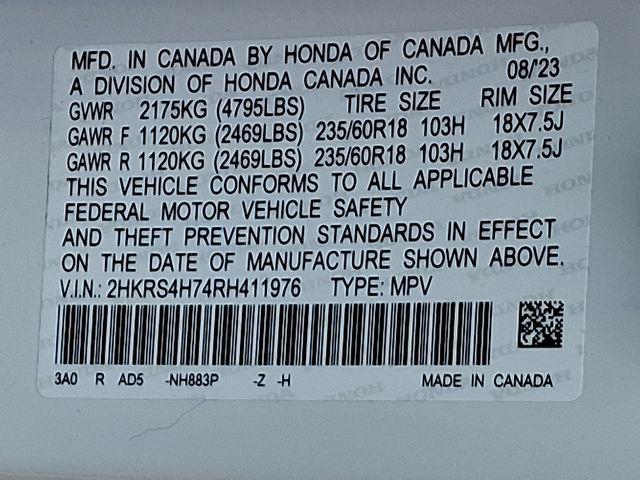 MFD. IN CANADA BY HONDA OF CANADA MFG.,
A DIVISION OF HONDA CANADA INC. 08/'23
GVWR 2175KG (4795LBS) TIRE SIZE RIM SIZE
GAWR F 1120KG (2469LBS) 235/60R18 103H 18X7.5J
GAWR R 1120KG (2469LBS) 235/60R18 103H 18X7.5J
THIS VEHICLE CONFORMS TO ALL APPLICABLE
FEDERAL MOTOR VEHICLE SAFETY
AND THEFT PREVENTION STANDARDS IN EFFECT
ON THE DATE OF MANUFACTURE SHOWN ABOVE.
V.I.N.: 2HKRS4H74RH411976 TYPE: MPV
3A0 R AD5 -NH883P -Z -H MADE IN CANADA